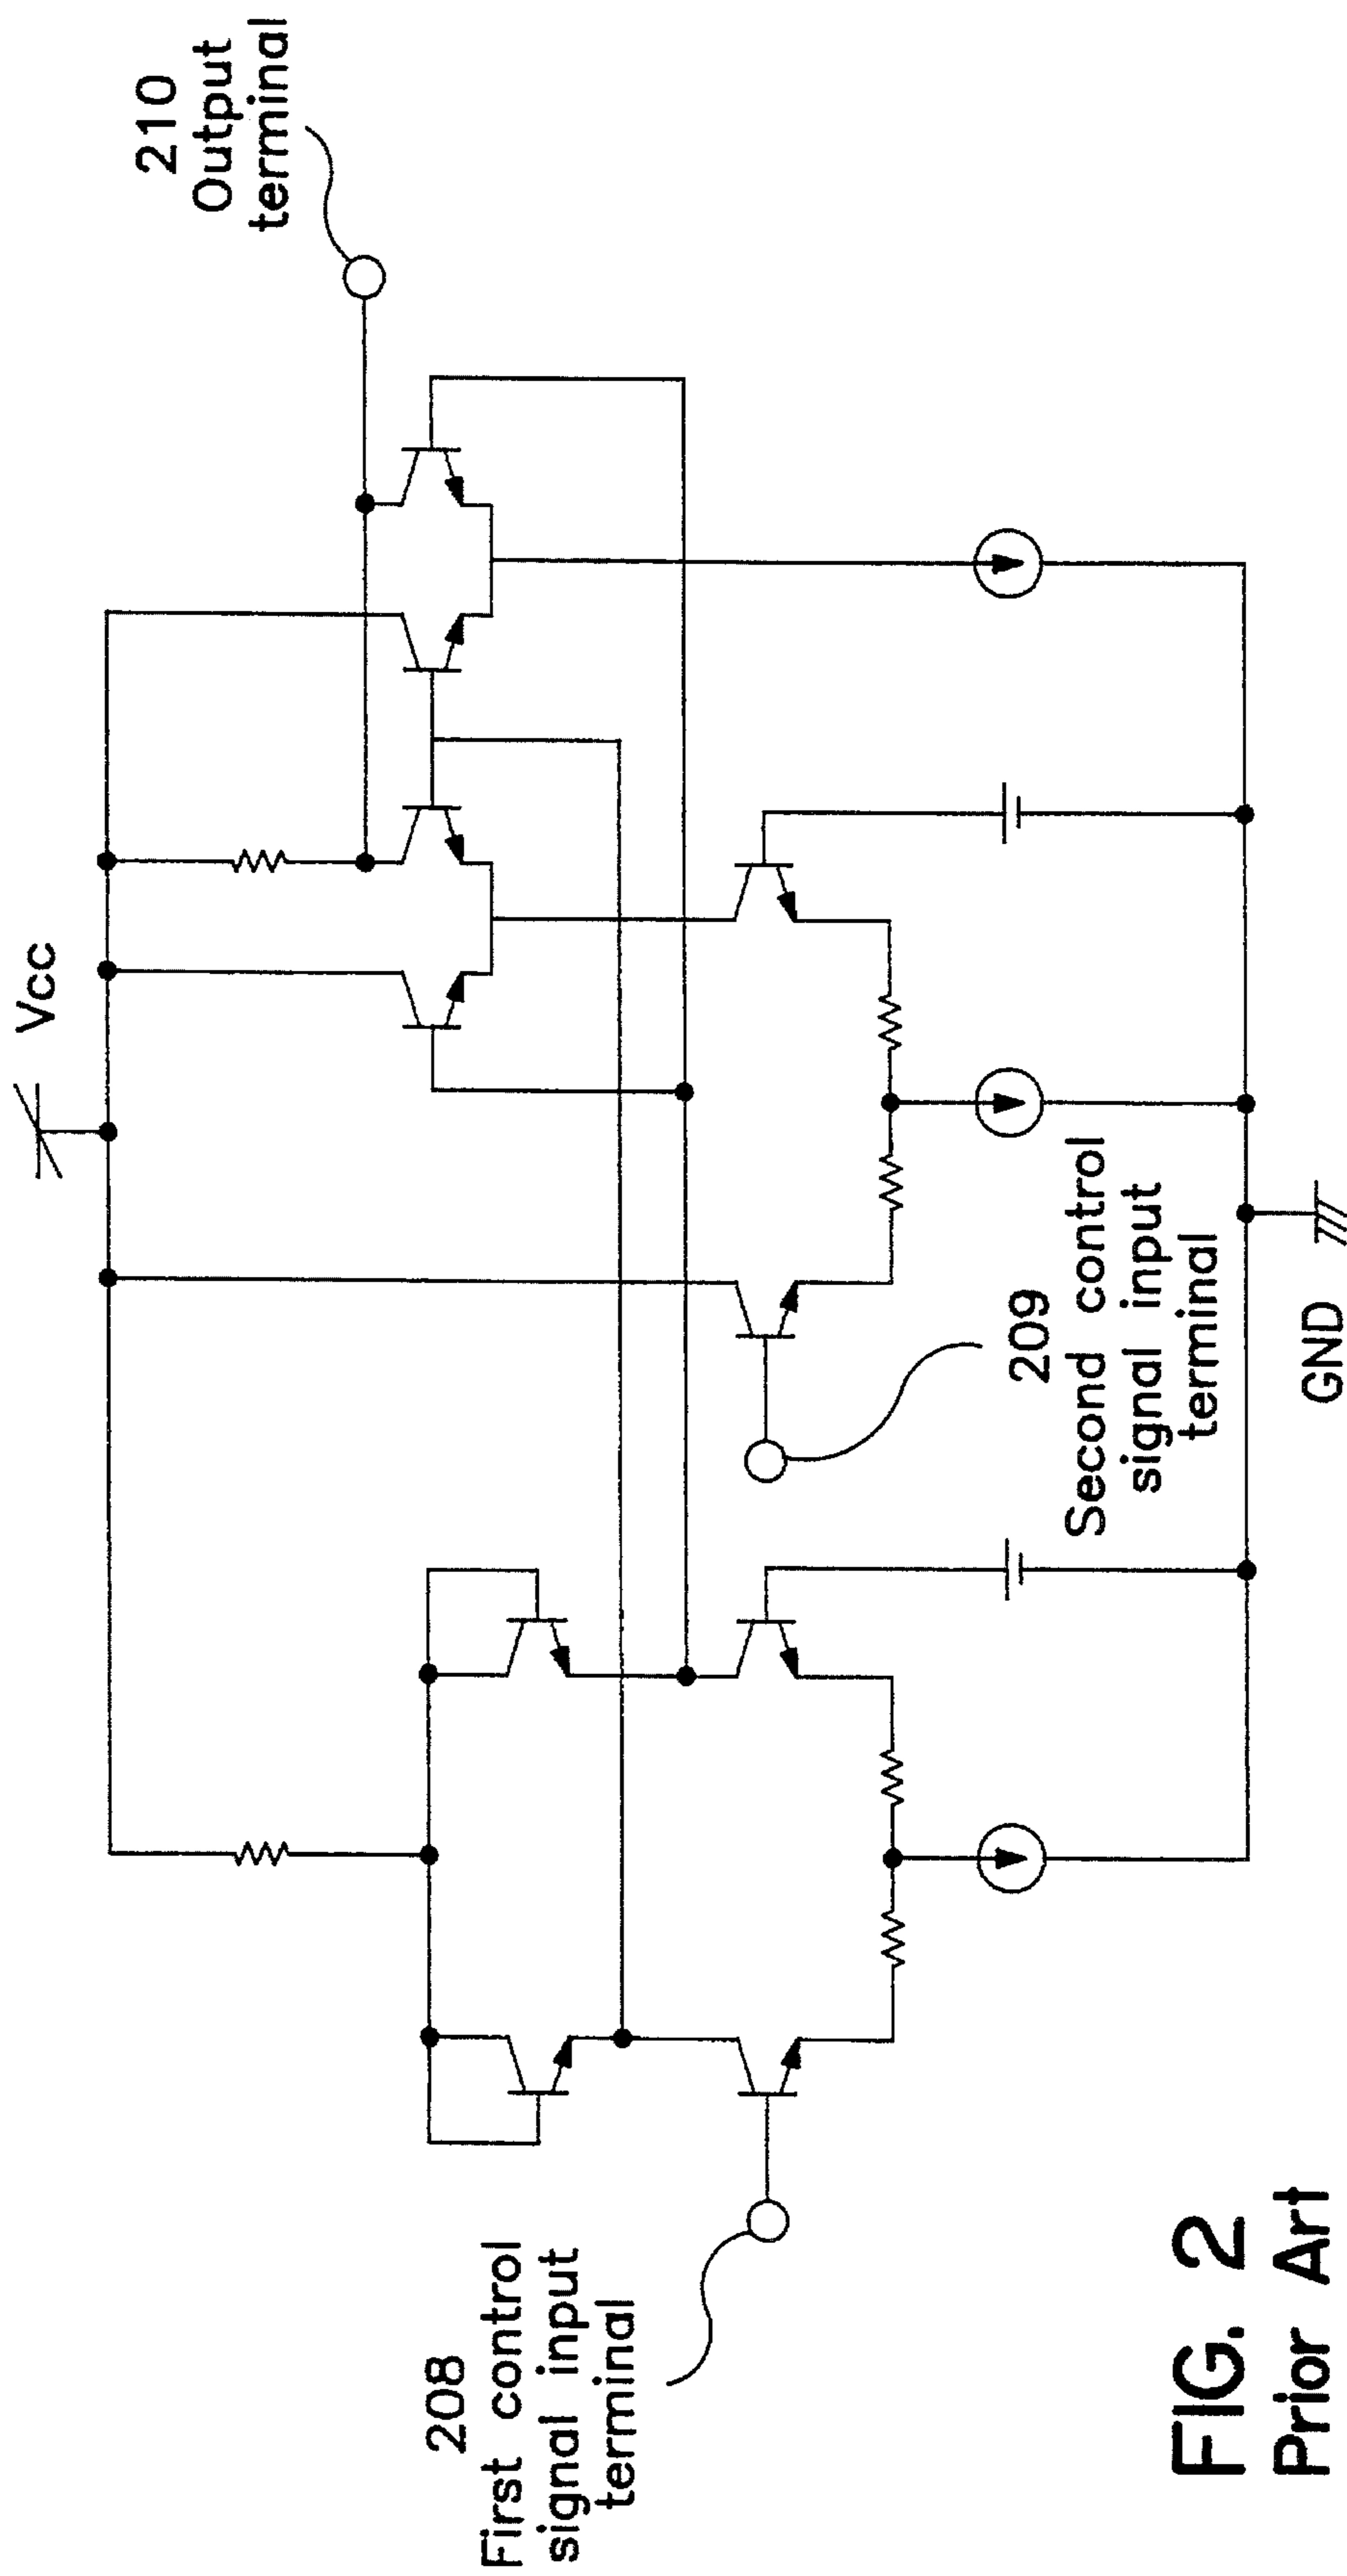 Vcc
210
Output
terminal
208
First control
signal input
terminal
209
Second control
signal input
terminal
GND
FIG. 2
Prior Art